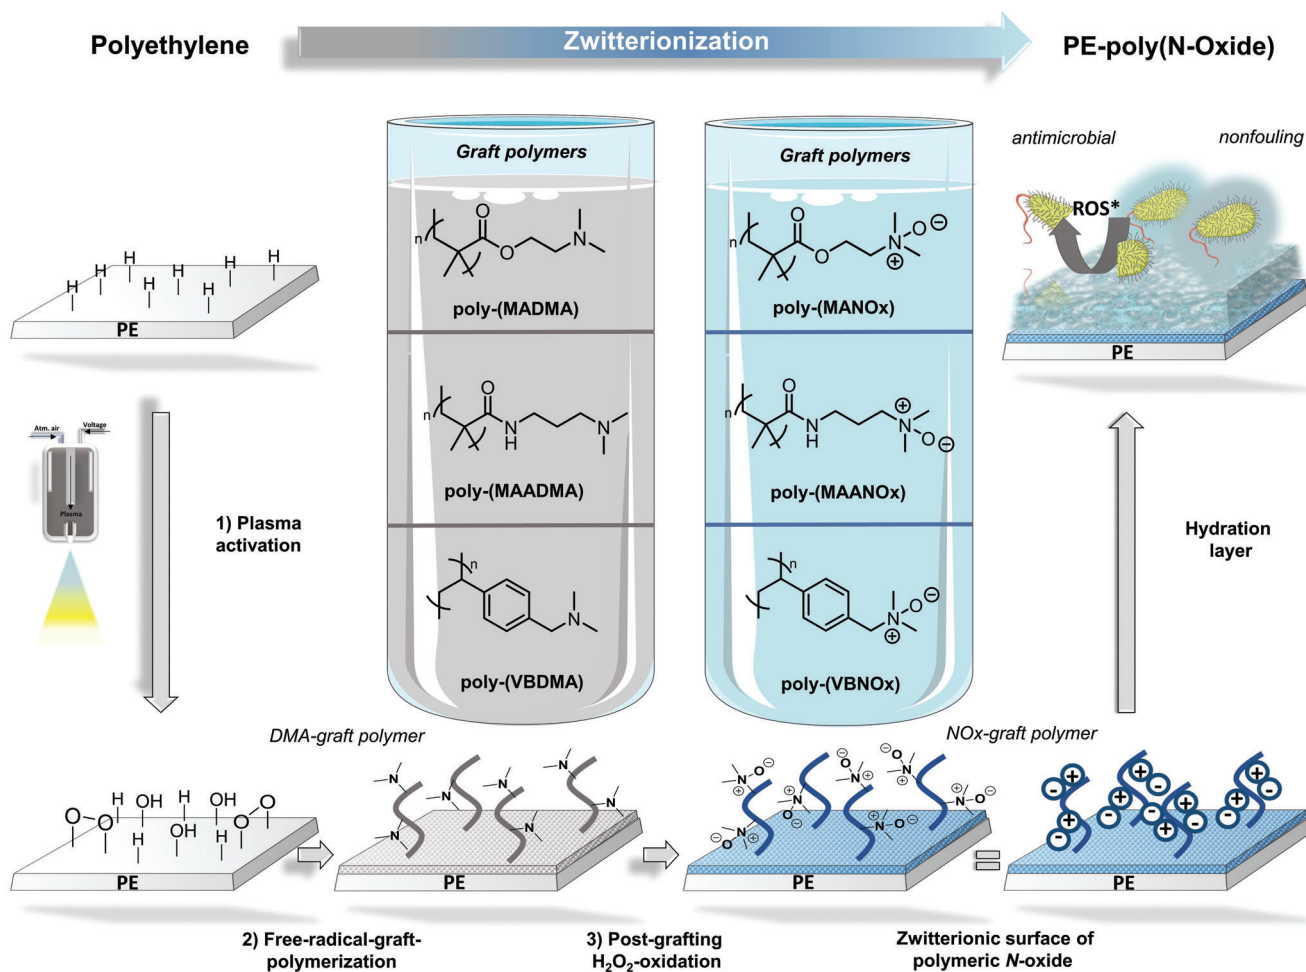 Polyethylene
Zwitterionization
PE-poly(N-Oxide)
Graft polymers
n
O
O
N
poly-(MADMA)
n
O
N
H
N
poly-(MAADMA)
n
N
poly-(VBDMA)
Graft polymers
n
O
O
N
⊕
O
⊖
poly-(MANOx)
n
O
N
H
⊕
N
O
⊖
poly-(MAANOx)
n
O
⊖
N
⊕
poly-(VBNOx)
antimicrobial
nonfouling
ROS*
PE
H H H H H H H H
PE
Atm. air
Voltage
Plasma
1) Plasma
activation
Hydration
layer
DMA-graft polymer
NOx-graft polymer
O-O H OH H OH O-O
H OH H
PE
N N N N N N
PE
N⊕-O⊖ N⊕-O⊖ N⊕-O⊖ N⊕-O⊖ N⊕-O⊖ N⊕-O⊖ N⊕-O⊖
PE
=
+ - + - + - + - + - + - + -
PE
2) Free-radical-graft-
polymerization
3) Post-grafting
H₂O₂-oxidation
Zwitterionic surface of
polymeric N-oxide